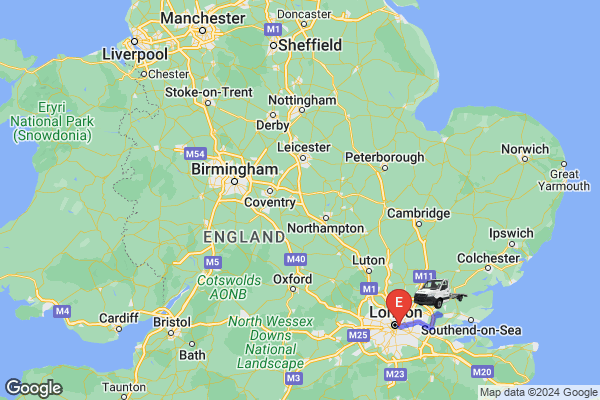 Doncaster
Manchester
M1
Liverpool
Sheffield
Chester
Stoke-on-Trent
Eryri
National Park
(Snowdonia)
Nottingham
Derby
M54
Leicester
Peterborough
Norwich
Birmingham
Great
Yarmouth
Coventry
Cambridge
Northampton
ENGLAND
Ipswich
M5
M40
Luton
M11
Colchester
Cotswolds
AONB
Oxford
M1
E
London
M4
Cardiff
Bristol
North Wessex
Downs
National
Landscape
M25
Southend-on-Sea
Bath
M20
M3
M23
Taunton
Google
Google
Map data ©2024 Google